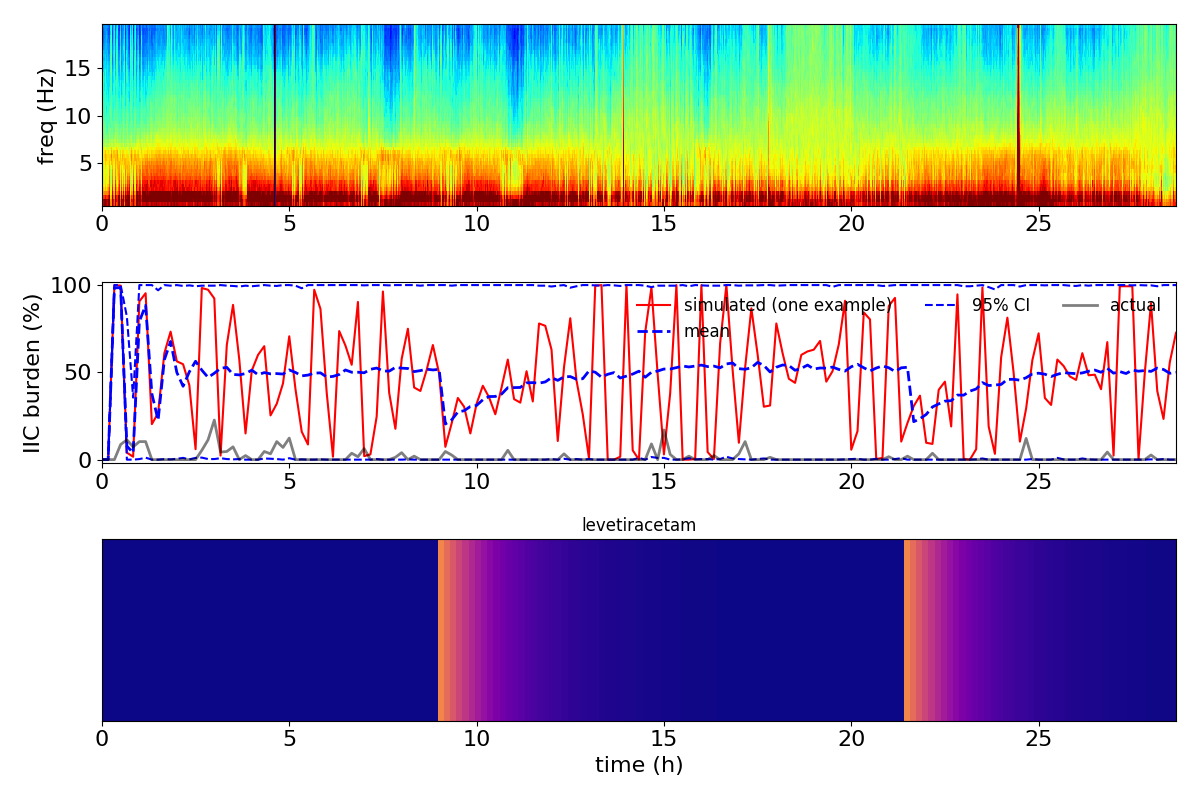 freq (Hz)
15
10
5
0 5 10 15 20 25
IIC burden (%)
100
50
0
simulated (one example) 95% CI actual
mean
0 5 10 15 20 25
levetiracetam
0 5 10 15 20 25
time (h)